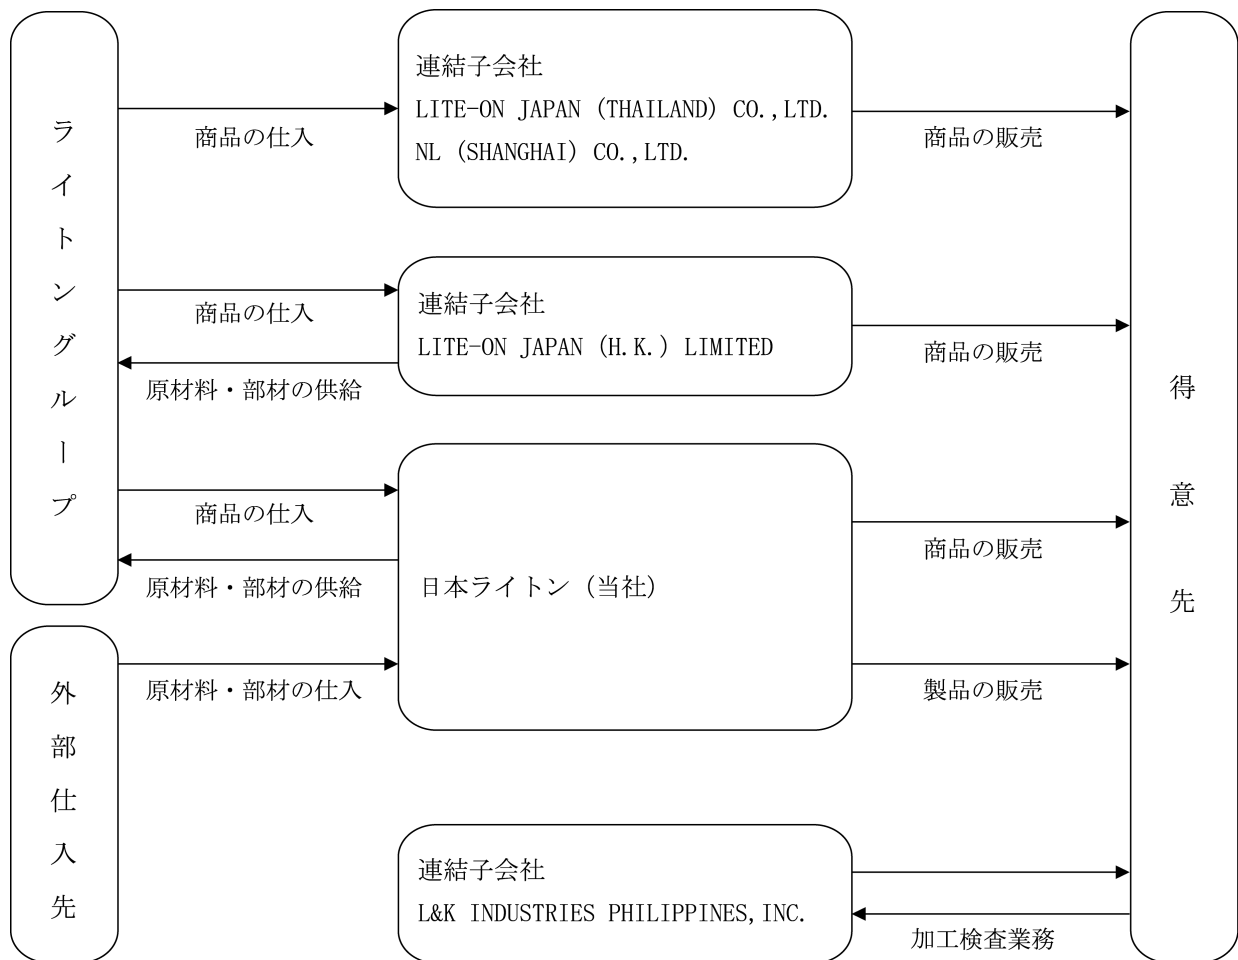 ライトングループ
商品の仕入
連結子会社
LITE-ON JAPAN (THAILAND) CO.,LTD.
NL (SHANGHAI) CO.,LTD.
商品の販売
商品の仕入
原材料・部材の供給
連結子会社
LITE-ON JAPAN (H.K.) LIMITED
商品の販売
商品の仕入
原材料・部材の供給
日本ライトン（当社）
商品の販売
外部仕入先
原材料・部材の仕入
製品の販売
連結子会社
L&K INDUSTRIES PHILIPPINES,INC.
加工検査業務
得意先